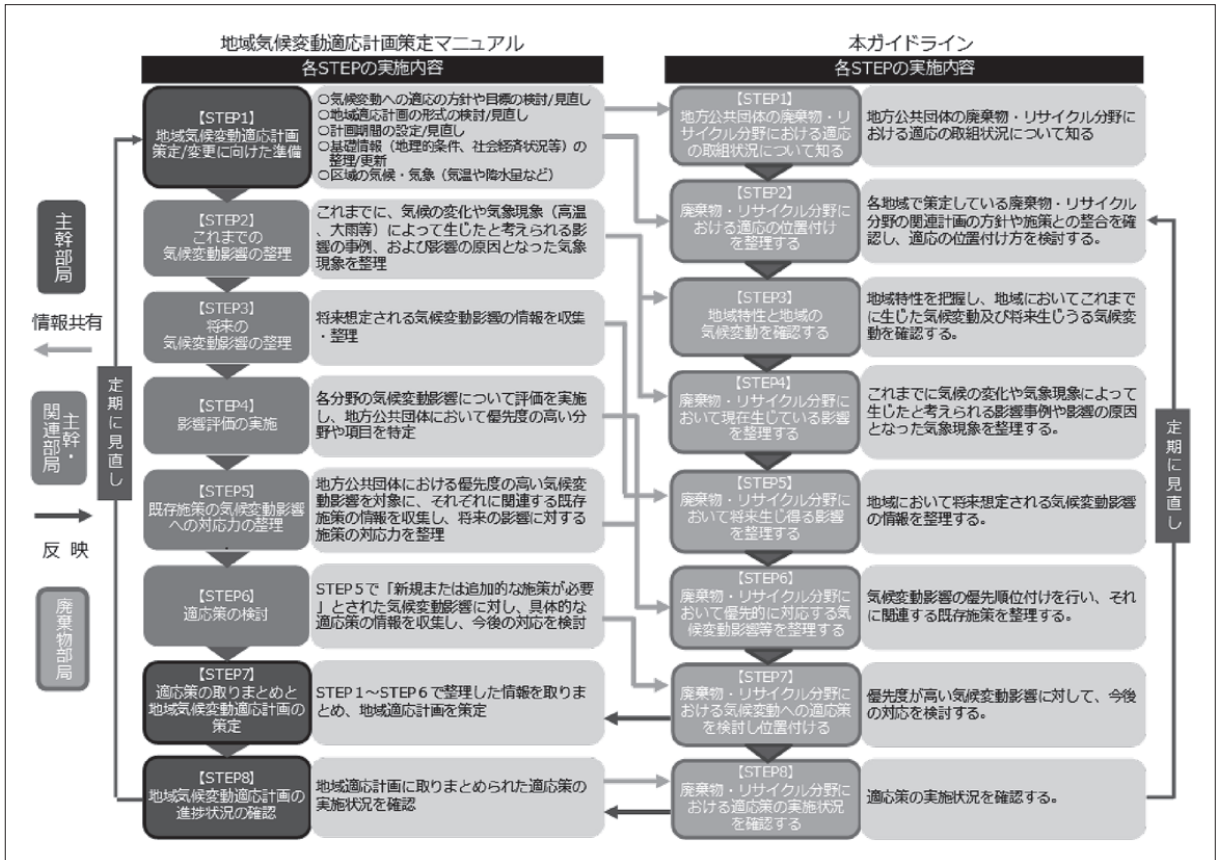 地域気候変動適応計画策定マニュアル
各STEPの実施内容
【STEP1】
地域気候変動適応計画
策定/変更に向けた準備
○気候変動への適応の方針や目標の検討/見直し
○地域適応計画の形式の検討/見直し
○計画期間の設定/見直し
○基礎情報（地理的条件、社会経済状況等）の
整理/更新
○区域の気候・気象（気温や降水量など）
【STEP2】
これまでの
気候変動影響の整理
これまでに、気候の変化や気象現象（高温
、大雨等）によって生じたと考えられる影
響の事例、および影響の原因となった気象
現象を整理
【STEP3】
将来の
気候変動影響の整理
将来想定される気候変動影響の情報を収集
・整理
【STEP4】
影響評価の実施
各分野の気候変動影響について評価を実施
し、地方公共団体において優先度の高い分
野や項目を特定
【STEP5】
既存施策の気候変動影響
への対応力の整理
地方公共団体における優先度の高い気候変
動影響を対象に、それぞれに関連する既存
施策の情報を収集し、将来の影響に対する
施策の対応力を整理
【STEP6】
適応策の検討
STEP５で「新規または追加的な施策が必要
」とされた気候変動影響に対し、具体的な
適応策の情報を収集し、今後の対応を検討
【STEP7】
適応策の取りまとめと
地域気候変動適応計画の
策定
STEP１～STEP６で整理した情報を取りま
とめ、地域適応計画を策定
【STEP8】
地域気候変動適応計画の
進捗状況の確認
地域適応計画に取りまとめられた適応策の
実施状況を確認
主幹部局
情報共有
主幹・
関連部局
反映
廃棄物部局
定期に見直し
本ガイドライン
各STEPの実施内容
【STEP1】
地方公共団体の廃棄物・リ
サイクル分野における適応
の取組状況について知る
地方公共団体の廃棄物・リサイクル分野に
おける適応の取組状況について知る
【STEP2】
廃棄物・リサイクル分野に
おける適応の位置付け
を整理する
各地域で策定している廃棄物・リサイクル
分野の関連計画の方針や施策との整合を確
認し、適応の位置付け方を検討する。
【STEP3】
地域特性と地域の
気候変動を確認する
地域特性を把握し、地域においてこれまで
に生じた気候変動及び将来生じうる気候変
動を確認する。
【STEP4】
廃棄物・リサイクル分野に
おいて現在生じている影響
を整理する
これまでに気候の変化や気象現象によって
生じたと考えられる影響事例や影響の原因
となった気象現象を整理する。
【STEP5】
廃棄物・リサイクル分野に
おいて将来生じ得る影響
を整理する
地域において将来想定される気候変動影響
の情報を整理する。
【STEP6】
廃棄物・リサイクル分野に
おいて優先的に対応する気
候変動影響等を整理する
気候変動影響の優先順位付けを行い、それ
に関連する既存施策を整理する。
【STEP7】
廃棄物・リサイクル分野に
おける気候変動への適応策
を検討し位置付ける
優先度が高い気候変動影響に対して、今後
の対応を検討する。
【STEP8】
廃棄物・リサイクル分野に
おける適応策の実施状況
を確認する
適応策の実施状況を確認する。
定期に見直し